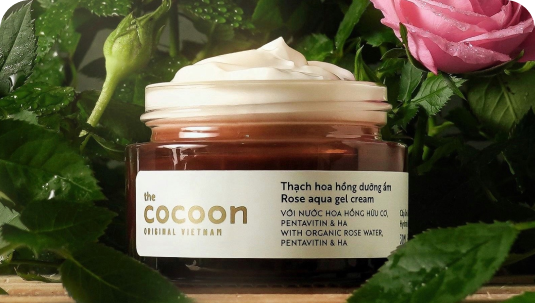 the
cocoon
ORIGINAL VIETNAM
Thạch hoa hồng dưỡng ẩm
Rose aqua gel cream
VỚI NƯỚC HOA HỒNG HỮU CƠ,
PENTAVITIN & HA
WITH ORGANIC ROSE WATER,
PENTAVITIN & HA